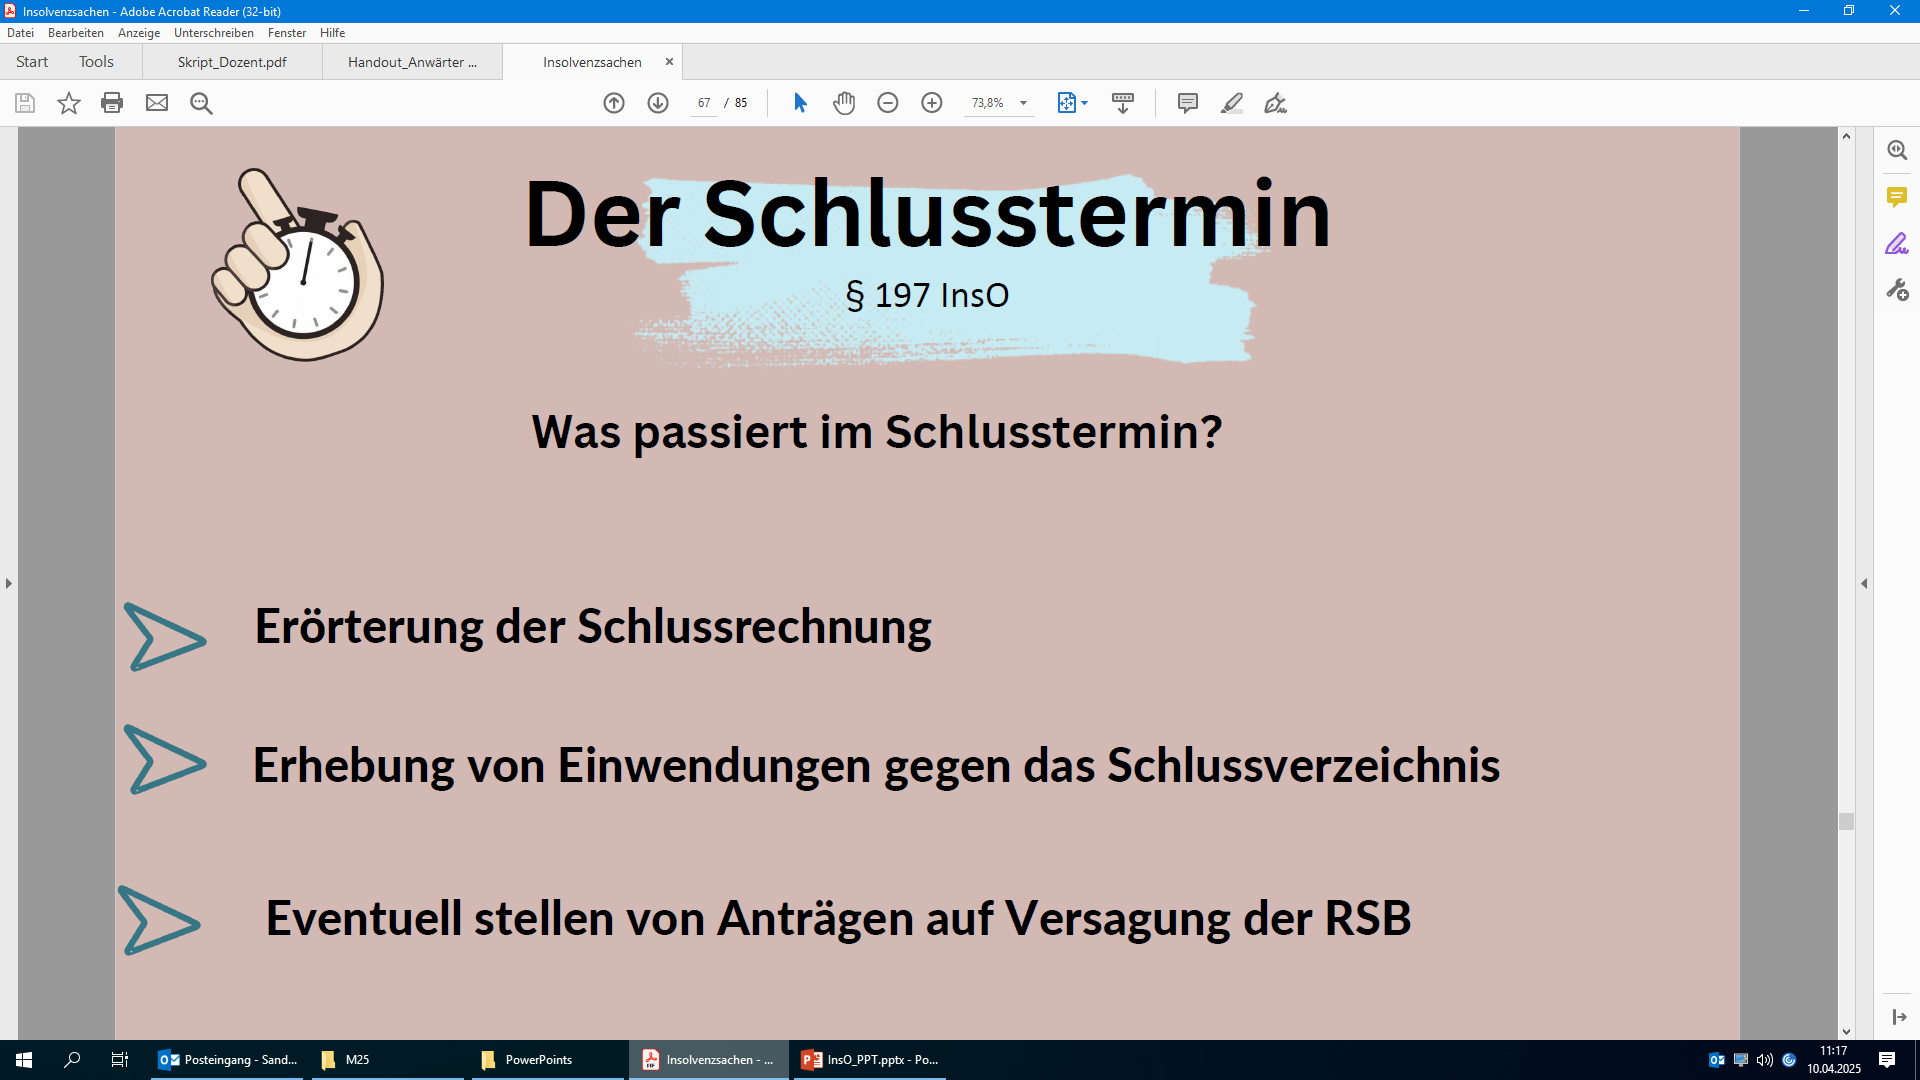 Insolvenzsachen - Adobe Acrobat Reader (32-bit)
Datei Bearbeiten Anzeige Unterschreiben Fenster Hilfe
Start Tools Skript_Dozent.pdf Handout_Anwärter ... Insolvenzsachen
67 / 85 73,8%
Der Schlusstermin
§ 197 InsO
Was passiert im Schlusstermin?
Erörterung der Schlussrechnung
Erhebung von Einwendungen gegen das Schlussverzeichnis
Eventuell stellen von Anträgen auf Versagung der RSB
Posteingang - Sand... M25 PowerPoints Insolvenzsachen - ... InsO_PPT.pptx - Po...
11:17
10.04.2025